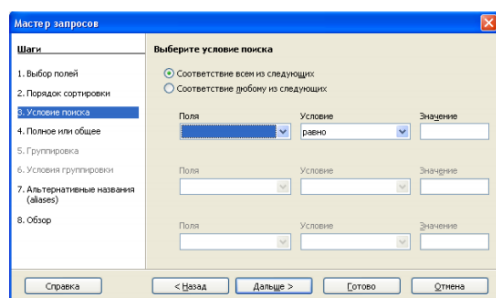 Мастер запросов
Шаги
1. Выбор полей
2. Порядок сортировки
3. Условие поиска
4. Полное или общее
5. Группировка
6. Условия группировки
7. Альтернативные названия
(aliases)
8. Обзор
Выберите условие поиска
Соответствие всем из следующих
Соответствие любому из следующих
Поля Условие Значение
равно
Поля Условие Значение
Поля Условие Значение
Справка < Назад Дальше > Готово Отмена